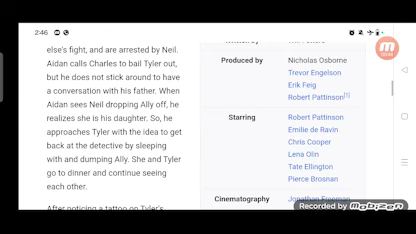 2:46
else's fight, and are arrested by Neil.
Aidan calls Charles to bail Tyler out,
but he does not stick around to have
a conversation with his father. When
Aidan sees Neil dropping Ally off, he
realizes she is his daughter. So, he
approaches Tyler with the idea to get
back at the detective by sleeping
with and dumping Ally. She and Tyler
go to dinner and continue seeing
each other.
After noticing a tattoo on Tyler's
Produced by
Nicholas Osborne
Trevor Engelson
Erik Feig
Robert Pattinson[1]
Starring
Robert Pattinson
Emilie de Ravin
Chris Cooper
Lena Olin
Tate Ellington
Pierce Brosnan
Cinematography
Jonathan Freeman
Recorded by mobizen